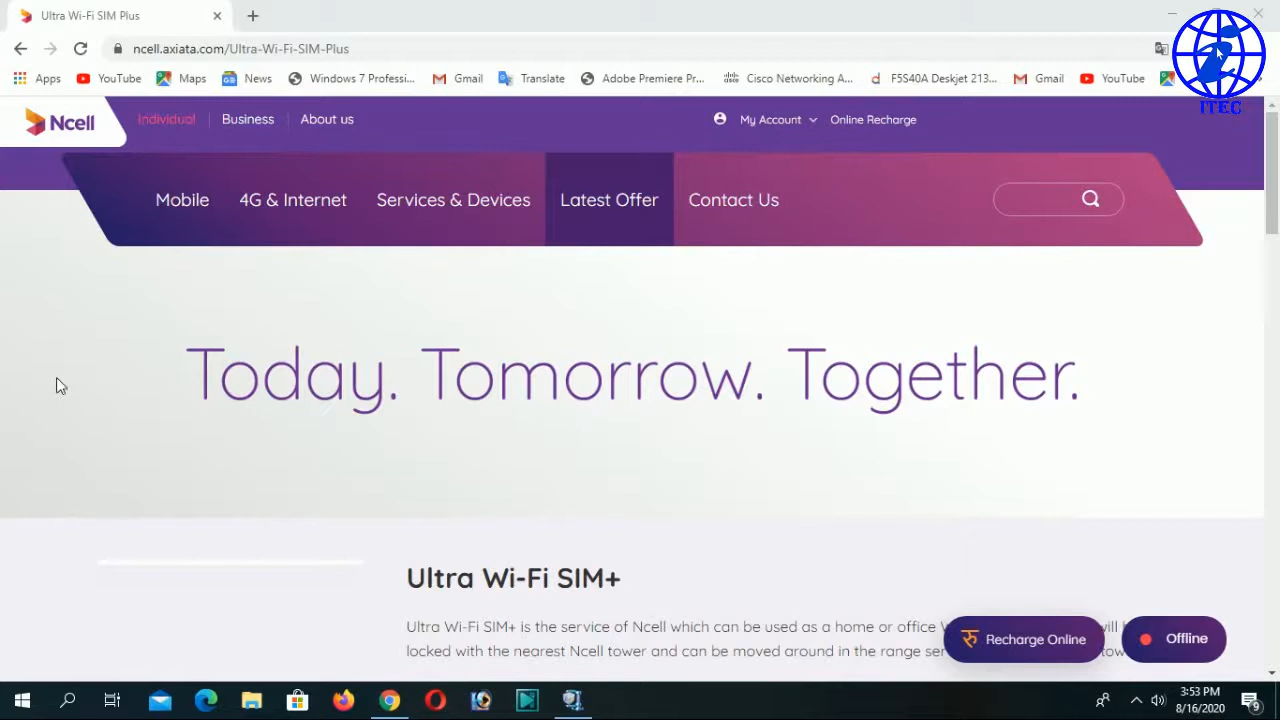 Ultra Wi-Fi SIM Plus
ncell.axiata.com/Ultra-Wi-Fi-SIM-Plus
Apps YouTube Maps News Windows 7 Professi... Gmail Translate Adobe Premiere Pr... Cisco Networking A... F5S40A Deskjet 213... Gmail YouTube
ITEC
Ncell Individual Business About us My Account Online Recharge
Mobile 4G & Internet Services & Devices Latest Offer Contact Us
Today. Tomorrow. Together.
Ultra Wi-Fi SIM+
Ultra Wi-Fi SIM+ is the service of Ncell which can be used as a home or office
locked with the nearest Ncell tower and can be moved around in the range
रु Recharge Online
Offline
3:53 PM
8/16/2020
9